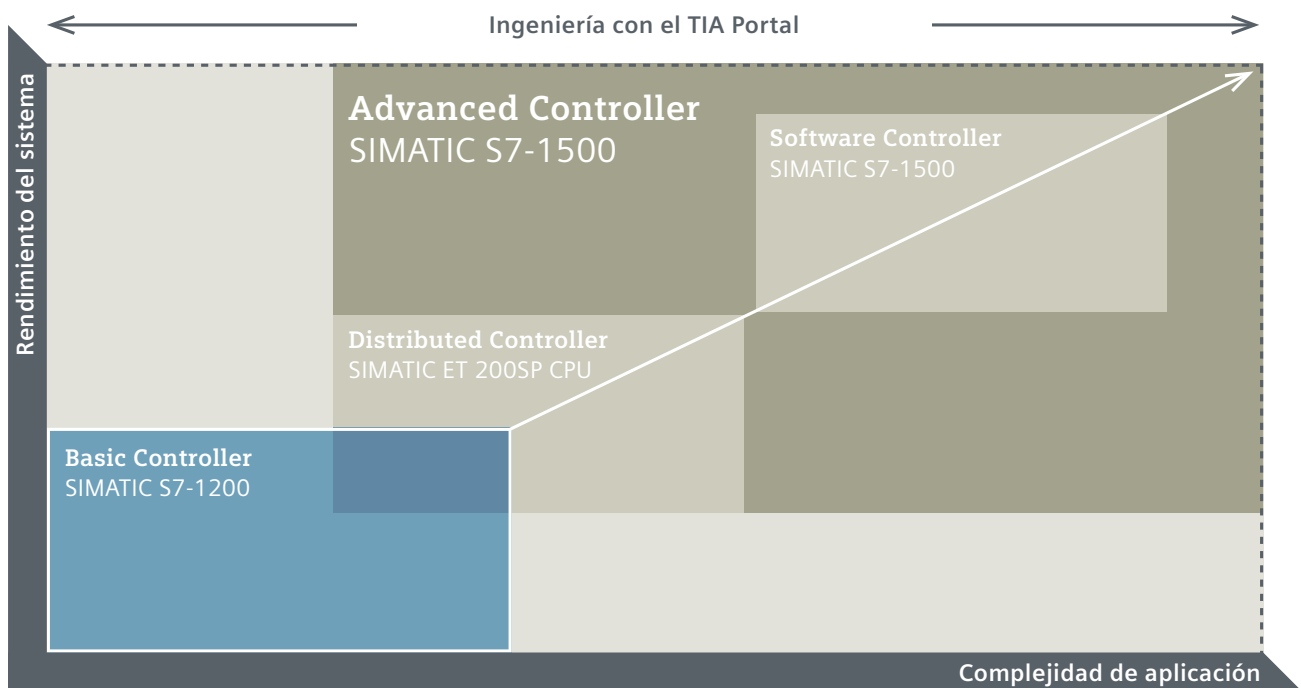 Ingeniería con el TIA Portal
Rendimiento del sistema
Advanced Controller
SIMATIC S7-1500
Software Controller
SIMATIC S7-1500
Distributed Controller
SIMATIC ET 200SP CPU
Basic Controller
SIMATIC S7-1200
Complejidad de aplicación